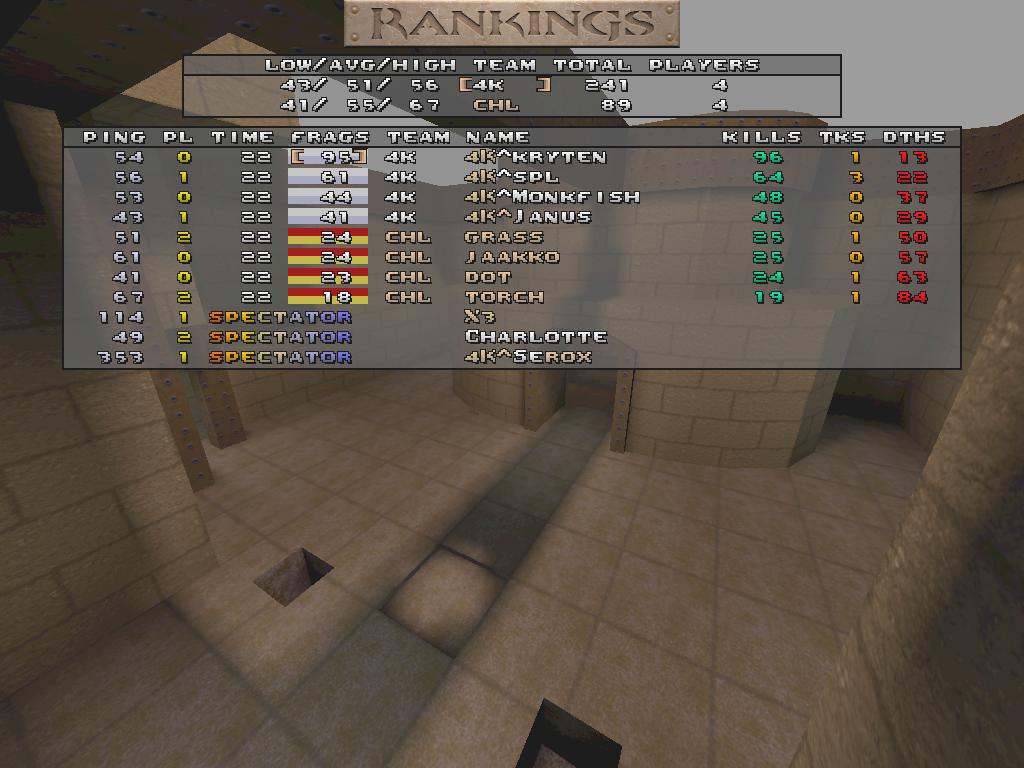 RANKINGS
LOW/AVG/HIGH TEAM TOTAL PLAYERS
43/ 51/ 56 [4K ] 241 4
41/ 55/ 67 CHL 89 4
PING PL TIME FRAGS TEAM NAME KILLS TKS DTHS
54 0 22 [ 95] 4K 4K^KRYTEN 96 1 13
56 1 22 61 4K 4K^SPL 64 3 22
53 0 22 44 4K 4K^MONKFISH 48 0 37
43 1 22 41 4K 4K^JANUS 45 0 29
51 2 22 24 CHL GRASS 25 1 50
61 0 22 24 CHL JAAKKO 25 0 57
41 0 22 23 CHL DOT 24 1 63
67 2 22 18 CHL TORCH 19 1 84
114 1 SPECTATOR X3
49 2 SPECTATOR CHARLOTTE
353 1 SPECTATOR 4K^SEROX